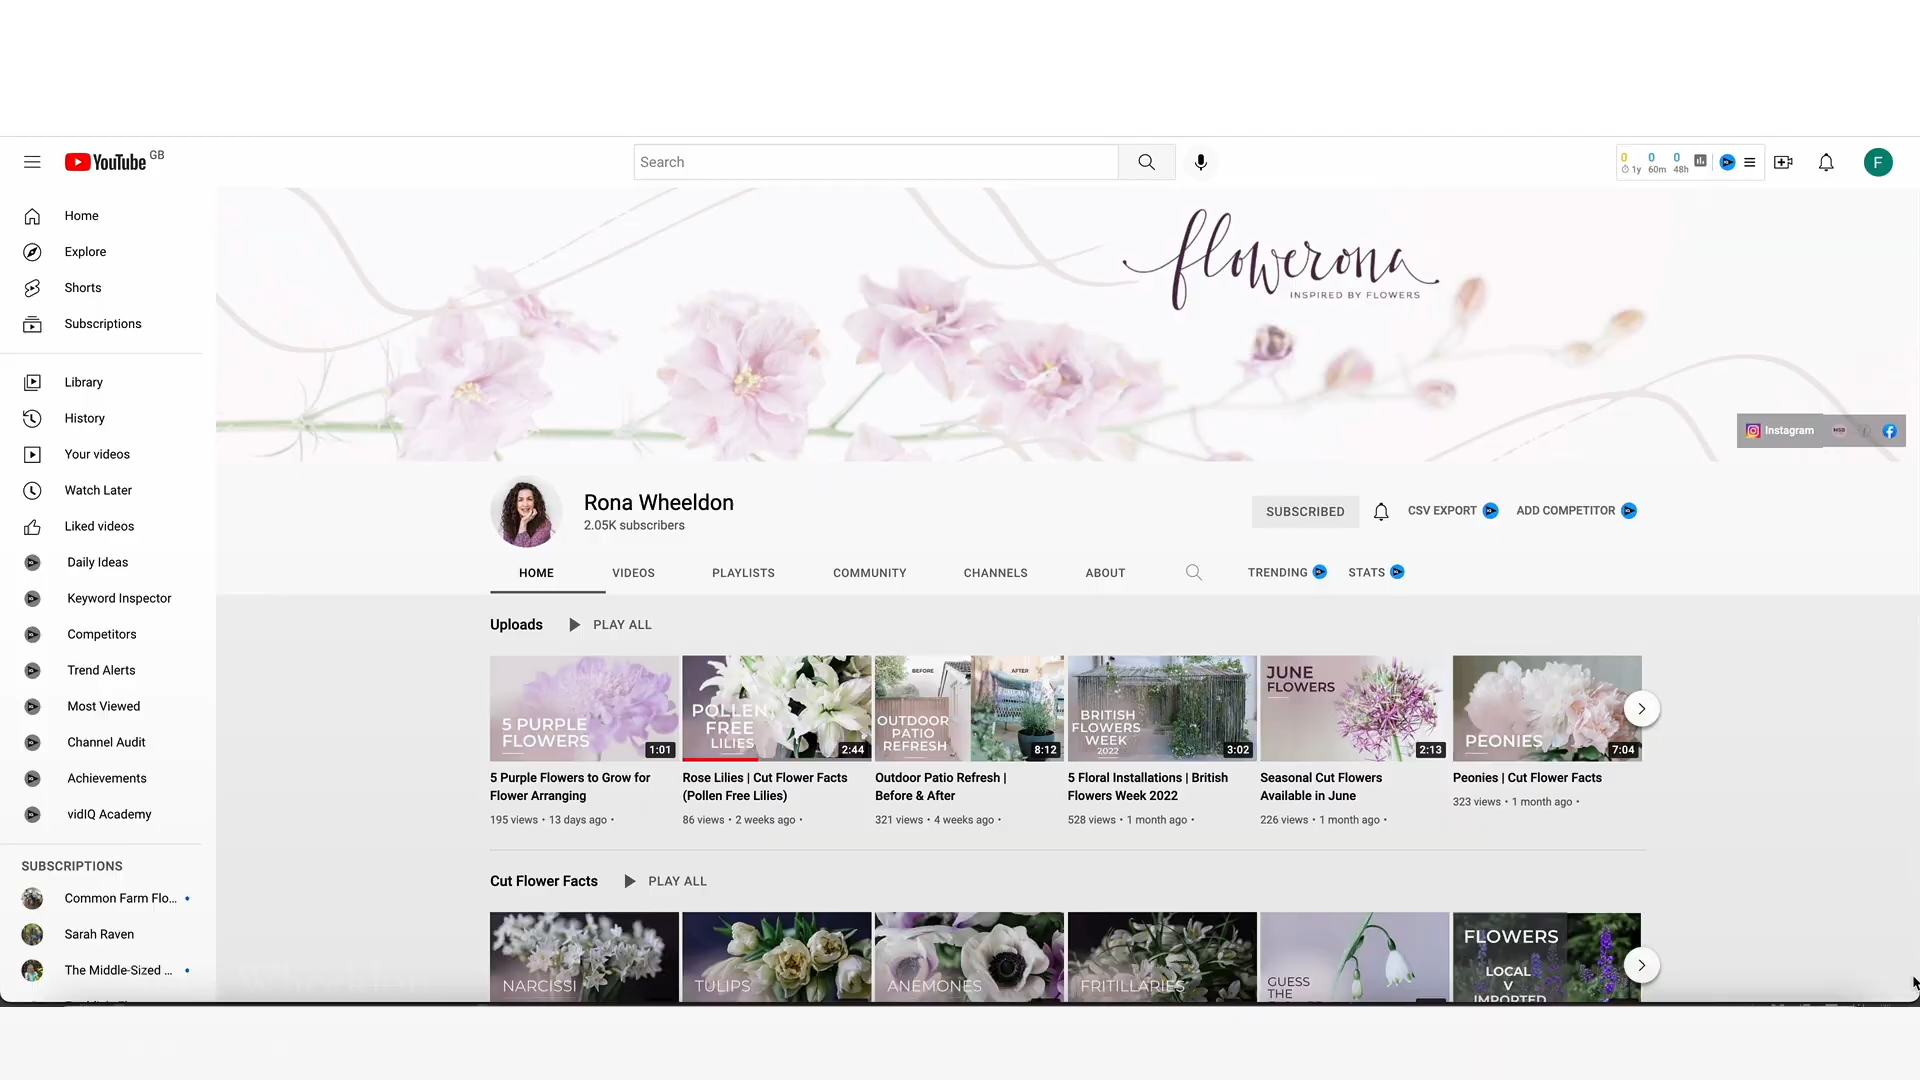 YouTube GB
Search
0 0 0
1y 60m 48h
F
Home
Explore
Shorts
Subscriptions
Library
History
Your videos
Watch Later
Liked videos
Daily Ideas
Keyword Inspector
Competitors
Trend Alerts
Most Viewed
Channel Audit
Achievements
vidIQ Academy
SUBSCRIPTIONS
Common Farm Flo...
Sarah Raven
The Middle-Sized ...
flowerona
INSPIRED BY FLOWERS
Instagram
Rona Wheeldon
2.05K subscribers
SUBSCRIBED
CSV EXPORT
ADD COMPETITOR
HOME
VIDEOS
PLAYLISTS
COMMUNITY
CHANNELS
ABOUT
TRENDING
STATS
Uploads
PLAY ALL
5 PURPLE
FLOWERS
1:01
5 Purple Flowers to Grow for
Flower Arranging
195 views • 13 days ago •
POLLEN
FREE
LILIES
2:44
Rose Lilies | Cut Flower Facts
(Pollen Free Lilies)
86 views • 2 weeks ago •
BEFORE
AFTER
OUTDOOR
PATIO
REFRESH
8:12
Outdoor Patio Refresh |
Before & After
321 views • 4 weeks ago •
BRITISH
FLOWERS
WEEK
2022
3:02
5 Floral Installations | British
Flowers Week 2022
528 views • 1 month ago •
JUNE
FLOWERS
2:13
Seasonal Cut Flowers
Available in June
226 views • 1 month ago •
PEONIES
7:04
Peonies | Cut Flower Facts
323 views • 1 month ago •
Cut Flower Facts
PLAY ALL
NARCISSI
TULIPS
ANEMONES
FRITILLARIES
GUESS
THE
FLOWERS
LOCAL
V
IMPORTED